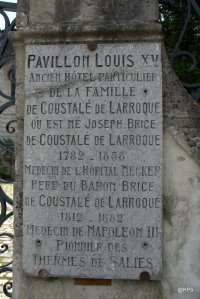 PAVILLON LOUIS XV
ANCIEN HÔTEL PARTICULIER
DE LA FAMILLE
DE COUSTALÉ DE LARROQUE
OÙ EST NÉ JOSEPH, BRICE,
DE COUSTALÉ DE LARROQUE
1782 - 1856
MÉDECIN DE L'HÔPITAL NECKER
PÈRE DU BARON BRICE
DE COUSTALÉ DE LARROQUE
1812 - 1882
MÉDECIN DE NAPOLÉON III
PIONNIER DES
THERMES DE SALIES
@KPo